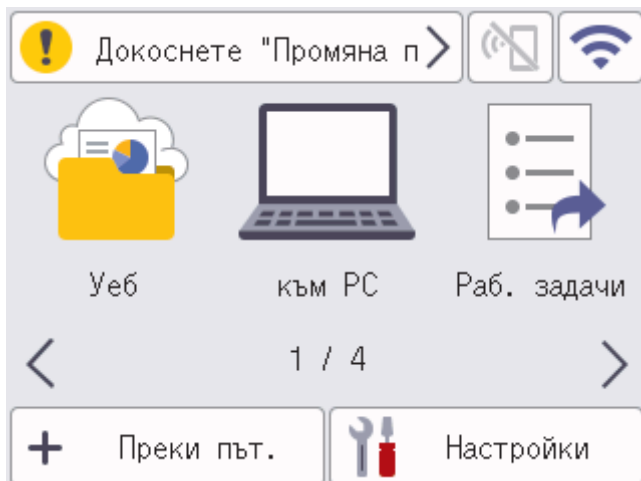 Докоснете "Промяна п
Уеб
към PC
Раб. задачи
1 / 4
Преки път.
Настройки